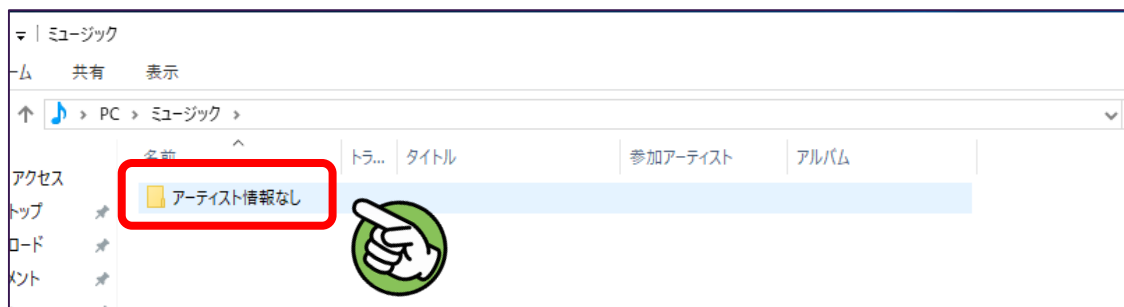 ミュージック
ーム 共有 表示
PC › ミュージック ›
名前 トラ... タイトル 参加アーティスト アルバム
アクセス
アーティスト情報なし
トップ
ロード
メント